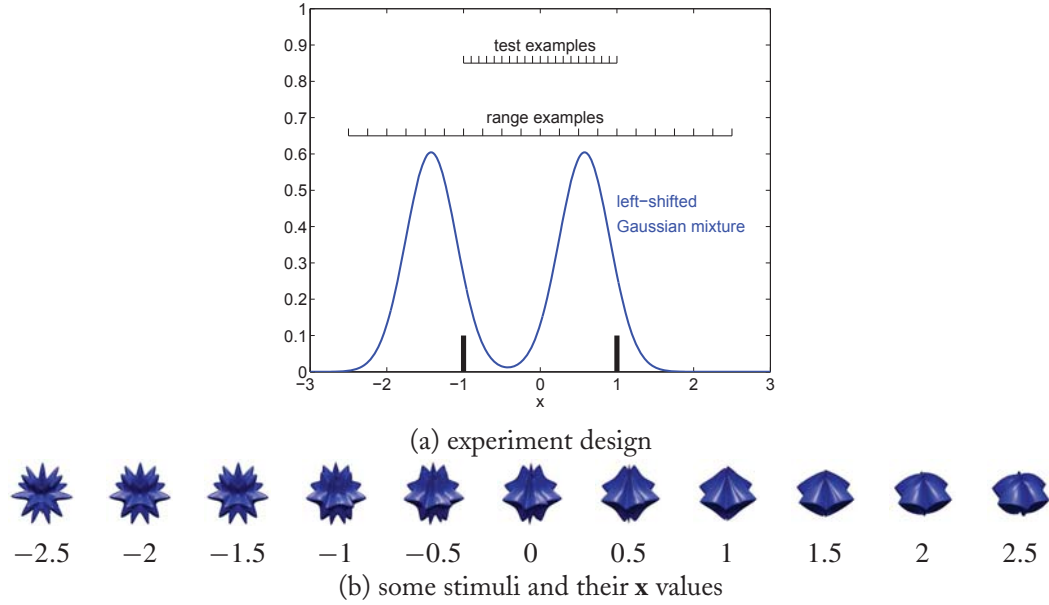 1
0.9
test examples
0.8
0.7
range examples
0.6
0.5
left−shifted
Gaussian mixture
0.4
0.3
0.2
0.1
0
−3 −2 −1 0 1 2 3
x
(a) experiment design
−2.5 −2 −1.5 −1 −0.5 0 0.5 1 1.5 2 2.5
(b) some stimuli and their x values